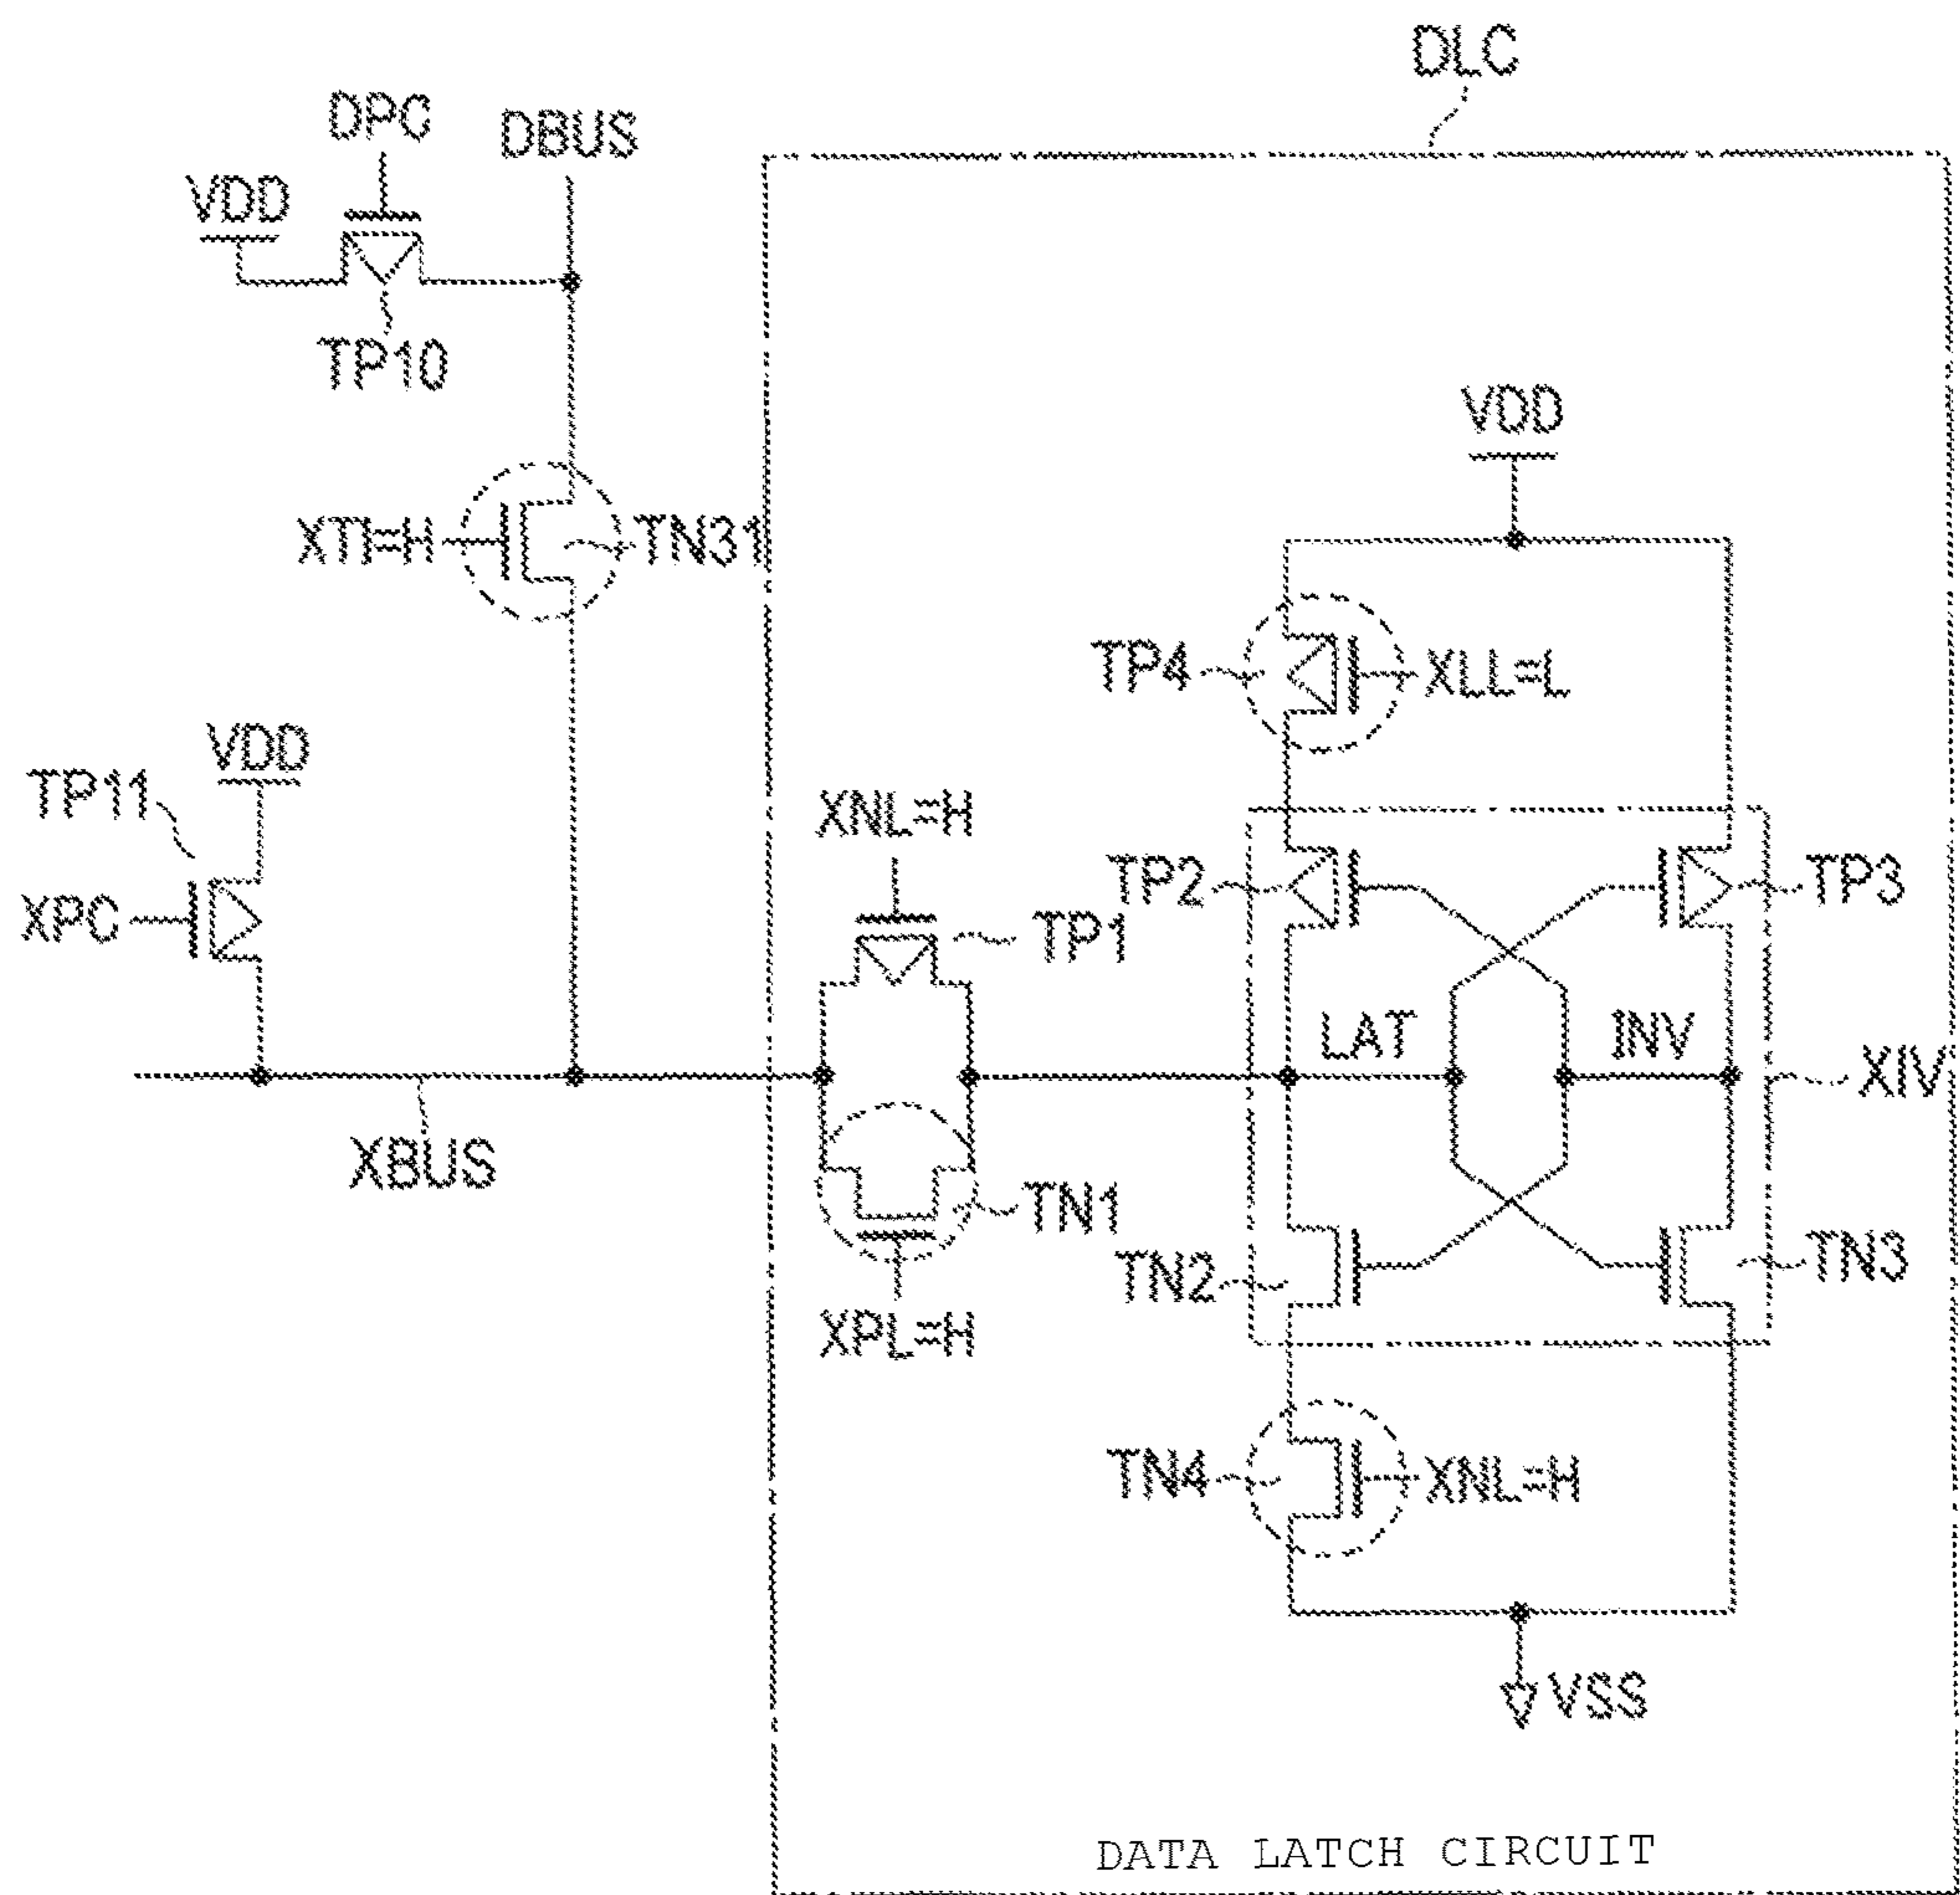 DLC
DPC
DBUS
VDD
TP10
VDD
XTI=H
TN31
TP4
XLL=L
VDD
TP11
XNL=H
TP2
TP3
XPC
TP1
LAT
INV
XIV
XBUS
TN1
TN2
TN3
XPL=H
TN4
XNL=H
VSS
DATA LATCH CIRCUIT